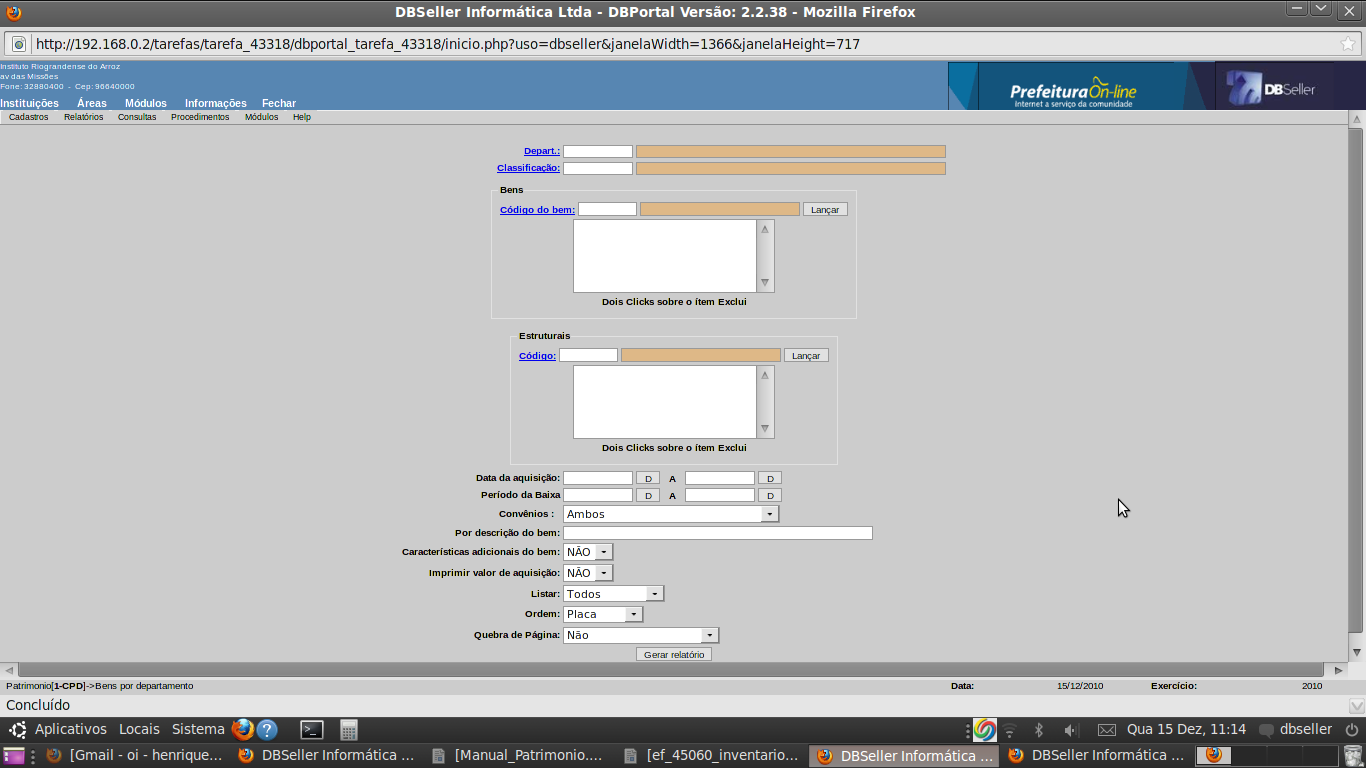 DBSeller Informática Ltda - DBPortal Versão: 2.2.38 - Mozilla Firefox
http://192.168.0.2/tarefas/tarefa_43318/dbportal_tarefa_43318/inicio.php?uso=dbseller&janelaWidth=1366&janelaHeight=717
Instituto Riograndense do Arroz
av das Missões
Fone: 32880400 - Cep: 96640000
Instituições Áreas Módulos Informações Fechar
PrefeituraOn-line
Internet a serviço da comunidade
DBSeller
Cadastros Relatórios Consultas Procedimentos Módulos Help
Depart.:
Classificação:
Bens
Código do bem: Lançar
Dois Clicks sobre o ítem Exclui
Estruturais
Código: Lançar
Dois Clicks sobre o ítem Exclui
Data da aquisição: D A D
Período da Baixa D A D
Convênios : Ambos
Por descrição do bem:
Características adicionais do bem: NÃO
Imprimir valor de aquisição: NÃO
Listar: Todos
Ordem: Placa
Quebra de Página: Não
Gerar relatório
Patrimonio[1-CPD]->Bens por departamento Data: 15/12/2010 Exercício: 2010
Concluído
Aplicativos Locais Sistema Qua 15 Dez, 11:14 dbseller
[Gmail - oi - henrique... DBSeller Informática ... [Manual_Patrimonio.... [ef_45060_inventario... DBSeller Informática ... DBSeller Informática ...